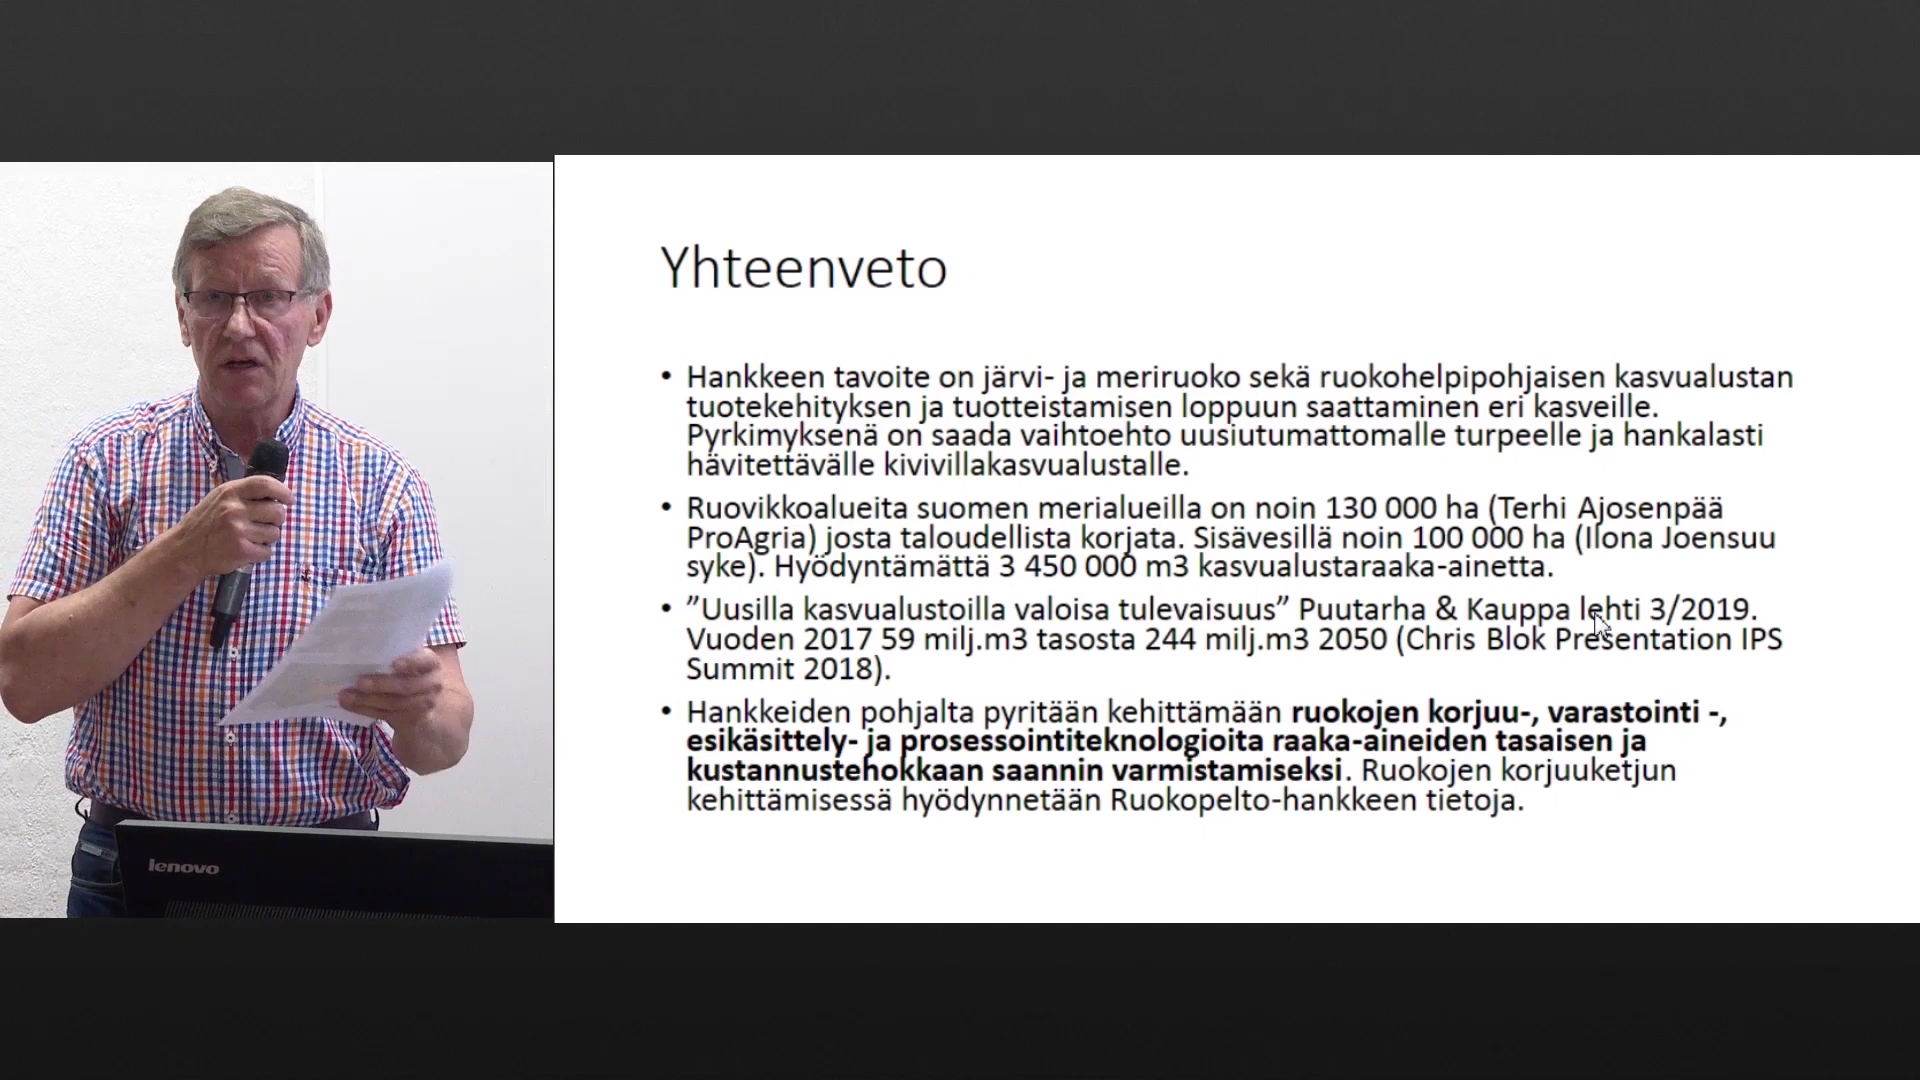 Yhteenveto
• Hankkeen tavoite on järvi- ja meriruoko sekä ruokohelpipohjaisen kasvualustan
tuotekehityksen ja tuotteistamisen loppuun saattaminen eri kasveille.
Pyrkimyksenä on saada vaihtoehto uusiutumattomalle turpeelle ja hankalasti
hävitettävälle kivivillakasvualustalle.
• Ruovikkoalueita suomen merialueilla on noin 130 000 ha (Terhi Ajosenpää
ProAgria) josta taloudellista korjata. Sisävesillä noin 100 000 ha (Ilona Joensuu
syke). Hyödyntämättä 3 450 000 m3 kasvualustaraaka-ainetta.
• ”Uusilla kasvualustoilla valoisa tulevaisuus” Puutarha & Kauppa lehti 3/2019.
Vuoden 2017 59 milj.m3 tasosta 244 milj.m3 2050 (Chris Blok Presentation IPS
Summit 2018).
• Hankkeiden pohjalta pyritään kehittämään ruokojen korjuu-, varastointi -,
esikäsittely- ja prosessointiteknologioita raaka-aineiden tasaisen ja
kustannustehokkaan saannin varmistamiseksi. Ruokojen korjuuketjun
kehittämisessä hyödynnetään Ruokopelto-hankkeen tietoja.
lenovo